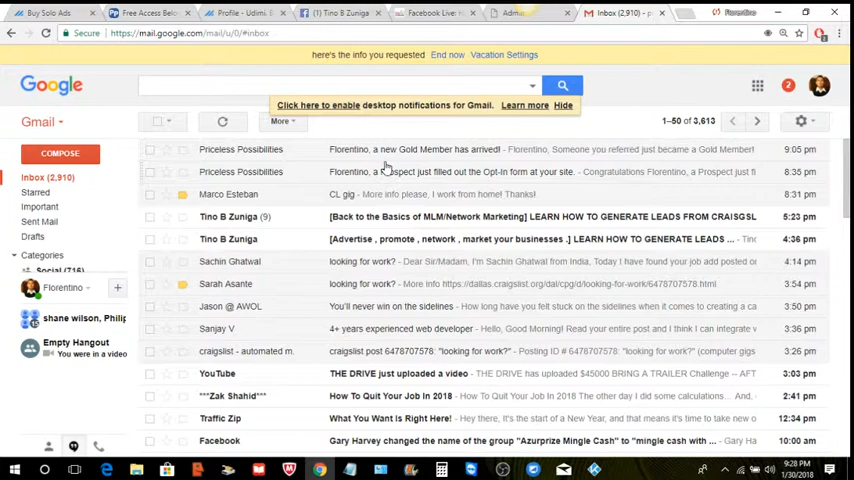 Buy Solo Ads
Free Access Belo
Profile - Udimi.
(1) Tino B Zuniga
Facebook Live: H
Admi
Inbox (2,910) - p
Florentino
Secure
https://mail.google.com/mail/u/0/#inbox
here's the info you requested End now Vacation Settings
Google
2
Click here to enable desktop notifications for Gmail. Learn more Hide
Gmail
More
1–50 of 3,613
COMPOSE
Inbox (2,910)
Starred
Important
Sent Mail
Drafts
Categories
Social (716)
Florentino
shane wilson, Philip
15
Empty Hangout
You were in a video
Priceless Possibilities Florentino, a new Gold Member has arrived! - Florentino, Someone you referred just became a Gold Member! 9:05 pm
Priceless Possibilities Florentino, a Prospect just filled out the Opt-In form at your site. - Congratulations Florentino, A Prospect just fi 8:35 pm
Marco Esteban CL gig - More info please, I work from home! Thanks! 8:31 pm
Tino B Zuniga (9) [Back to the Basics of MLM/Network Marketing] LEARN HOW TO GENERATE LEADS FROM CRAIGSL 5:23 pm
Tino B Zuniga [Advertise , promote , network , market your businesses .] LEARN HOW TO GENERATE LEADS ... - Tino 4:36 pm
Sachin Ghatwal looking for work? - Dear Sir/Madam, I'm Sachin Ghatwal from India, Today I have found your job add posted on 4:14 pm
Sarah Asante looking for work? - More info https://dallas.craigslist.org/dal/cpg/d/looking-for-work/6478707578.html 3:50 pm
Jason @ AWOL You'll never win on the sidelines - How long have you felt stuck on the sidelines when it comes to creating a ca 3:50 pm
Sanjay V 4+ years experienced web developer - Hello, Good Morning! Read your entire post and I think I can integrate w 3:36 pm
craigslist - automated m. craigslist post 6478707578: "looking for work?" - Posting ID # 6478707578: "looking for work?" (computer gigs 3:26 pm
YouTube THE DRIVE just uploaded a video - THE DRIVE has uploaded $45000 BRING A TRAILER Challenge -- AFT 3:03 pm
***Zak Shahid*** How To Quit Your Job In 2018 - The other day I did some calculations. I thought to myself "How many 2:41 pm
Traffic Zip What You Want Is Right Here! - Hey there, It's the start of a New Year, and that means it's time to take new 12:34 pm
Facebook Gary Harvey changed the name of the group "Azurprize Mingle Cash" to "mingle cash with ... - Gary Ha 10:00 am
9:28 PM
1/30/2018